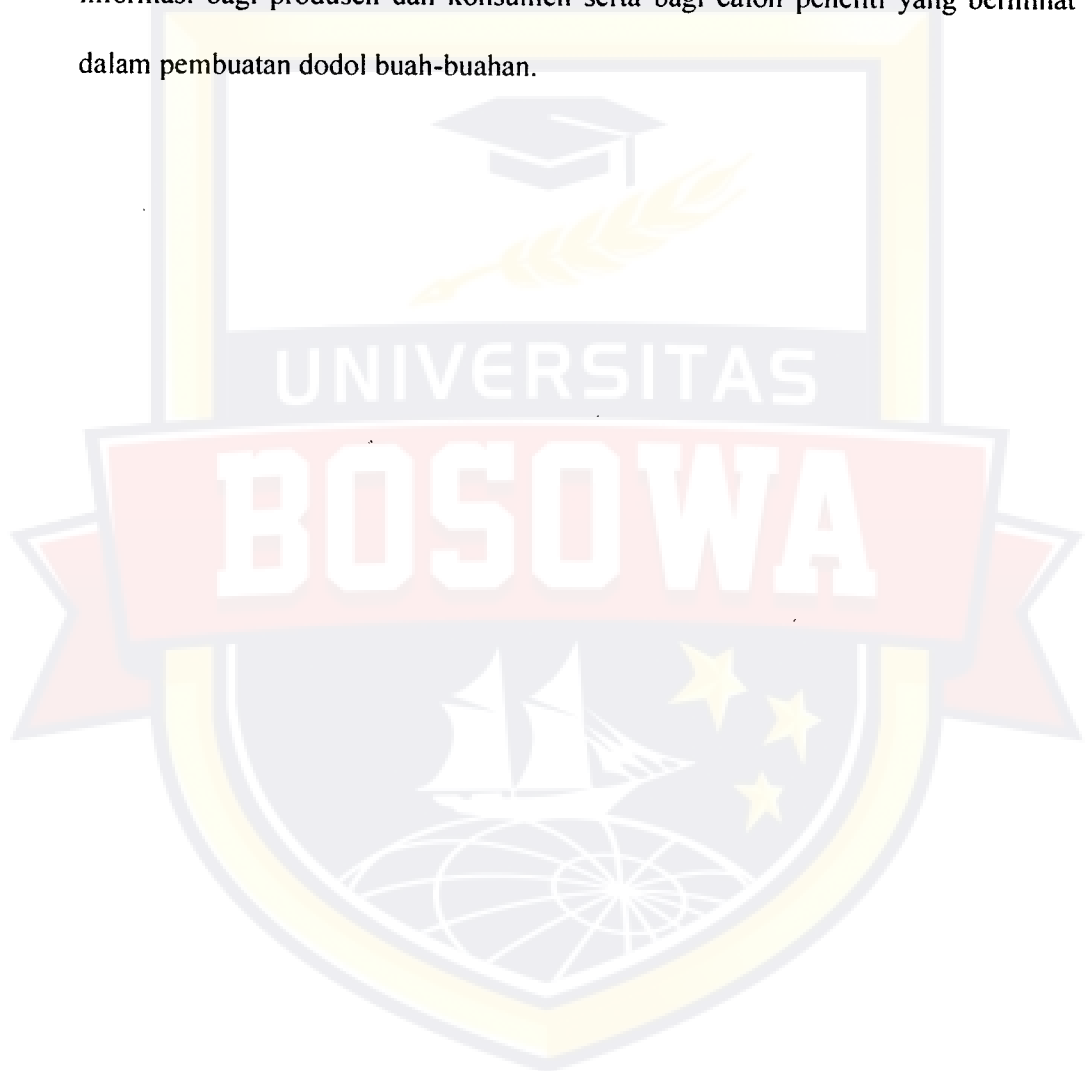 informasi bagi produsen dan konsumen serta bagi calon peneliti yang berminat
dalam pembuatan dodol buah-buahan.
UNIVERSITAS
BOSOWA